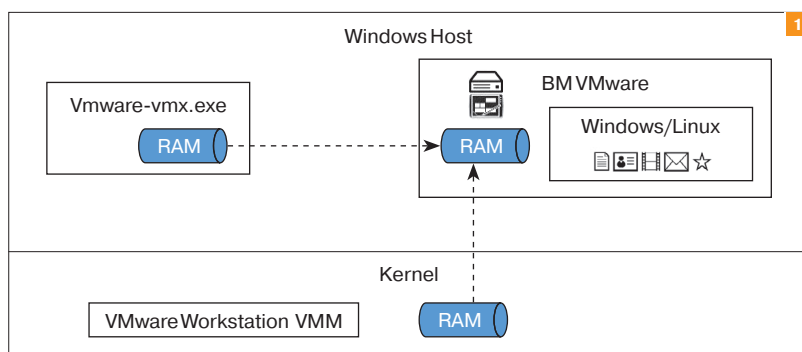 1
Windows Host
Vmware-vmx.exe
RAM
BM VMware
RAM
Windows/Linux
Kernel
VMware Workstation VMM
RAM